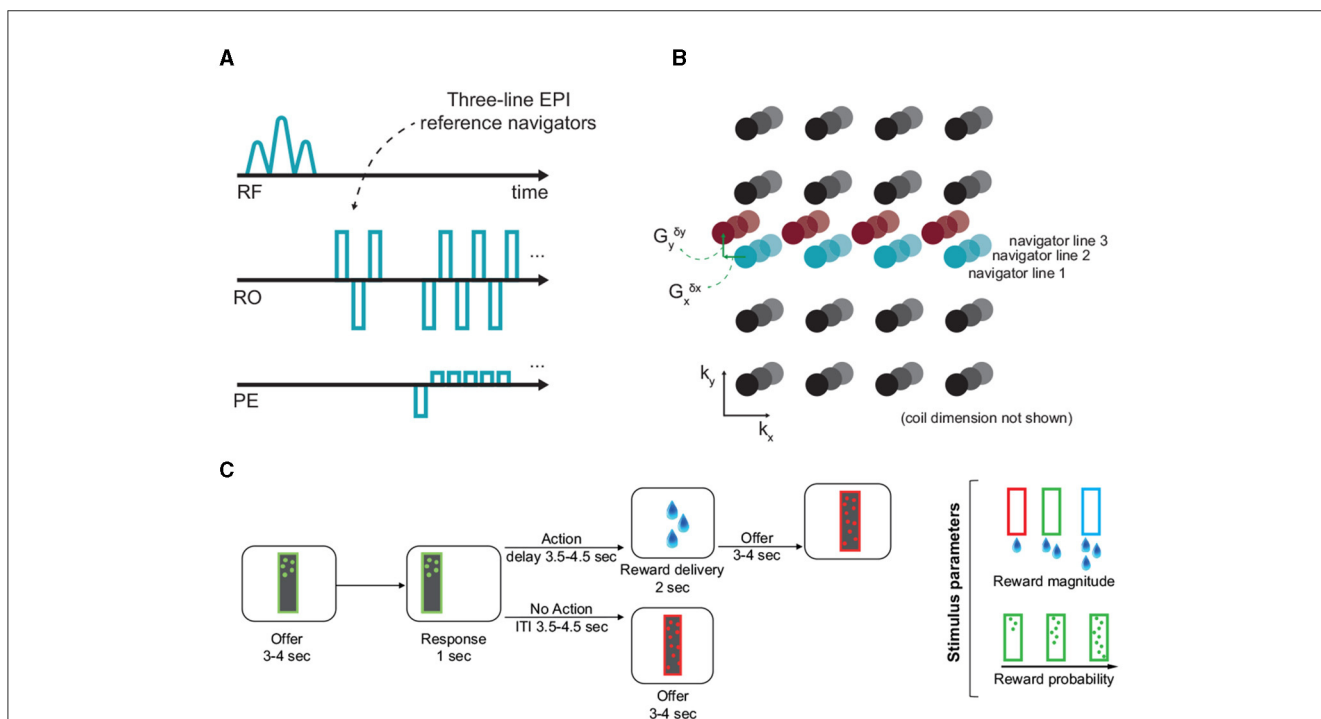 A
Three-line EPI
reference navigators
RF
time
RO
...
PE
...
B
G_y^δy
G_x^δx
navigator line 3
navigator line 2
navigator line 1
k_y
k_x
(coil dimension not shown)
C
Offer
3-4 sec
Response
1 sec
Action
delay 3.5-4.5 sec
No Action
ITI 3.5-4.5 sec
Reward delivery
2 sec
Offer
3-4 sec
Offer
3-4 sec
Stimulus parameters
Reward magnitude
Reward probability